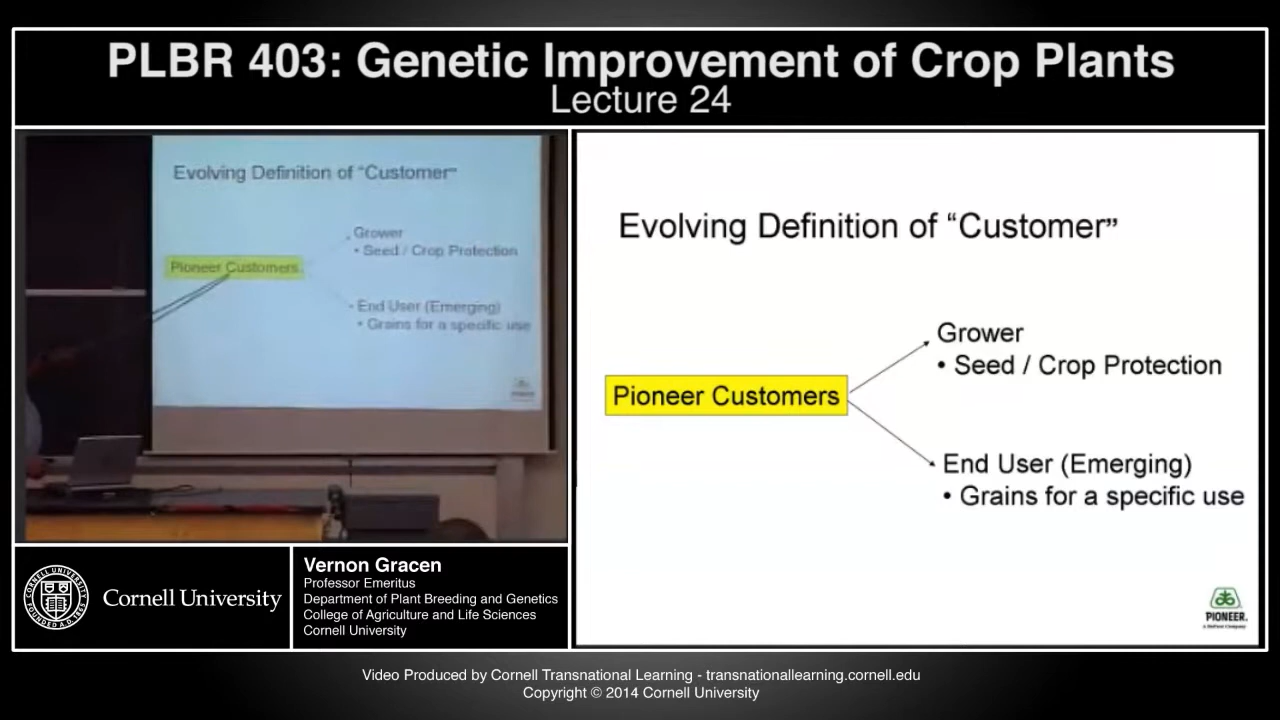 PLBR 403: Genetic Improvement of Crop Plants
Lecture 24
Evolving Definition of “Customer”
Grower
• Seed / Crop Protection
Pioneer Customers
End User (Emerging)
• Grains for a specific use
Evolving Definition of “Customer”
Grower
• Seed / Crop Protection
Pioneer Customers
End User (Emerging)
• Grains for a specific use
PIONEER.
A DuPont Company
CORNELL UNIVERSITY
FOUNDED A.D. 1865
Cornell University
Vernon Gracen
Professor Emeritus
Department of Plant Breeding and Genetics
College of Agriculture and Life Sciences
Cornell University
Video Produced by Cornell Transnational Learning - transnationallearning.cornell.edu
Copyright © 2014 Cornell University